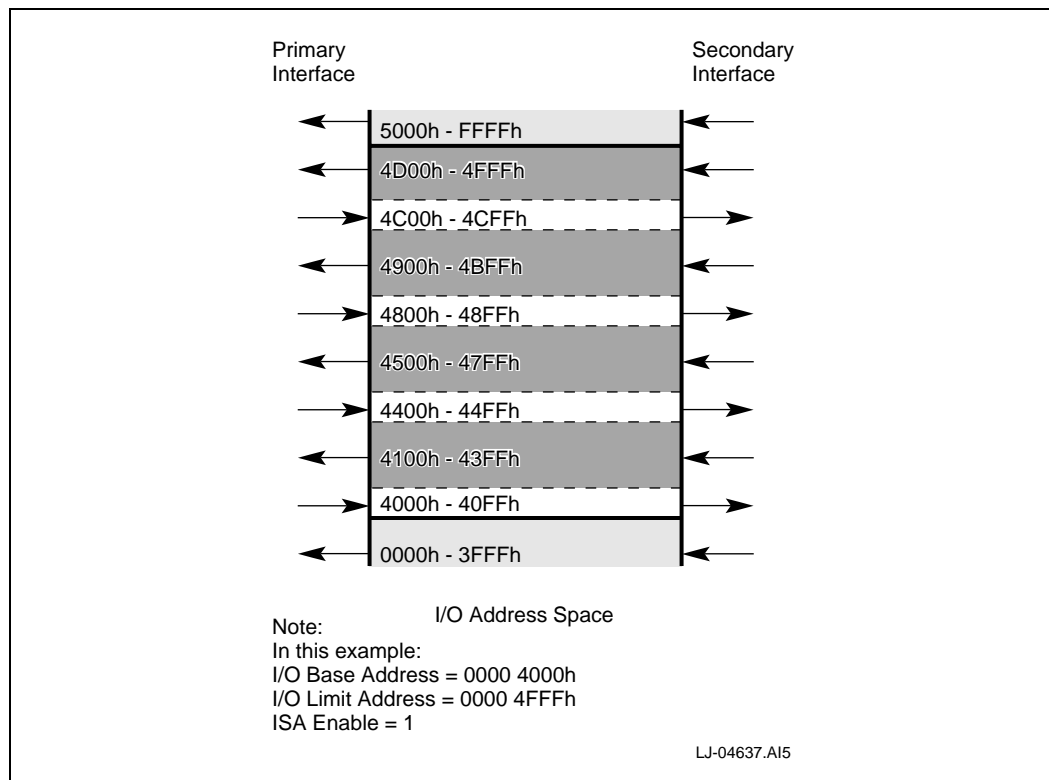 Primary
Interface
Secondary
Interface
5000h - FFFFh
4D00h - 4FFFh
4C00h - 4CFFh
4900h - 4BFFh
4800h - 48FFh
4500h - 47FFh
4400h - 44FFh
4100h - 43FFh
4000h - 40FFh
0000h - 3FFFh
I/O Address Space
Note:
In this example:
I/O Base Address = 0000 4000h
I/O Limit Address = 0000 4FFFh
ISA Enable = 1
LJ-04637.AI5